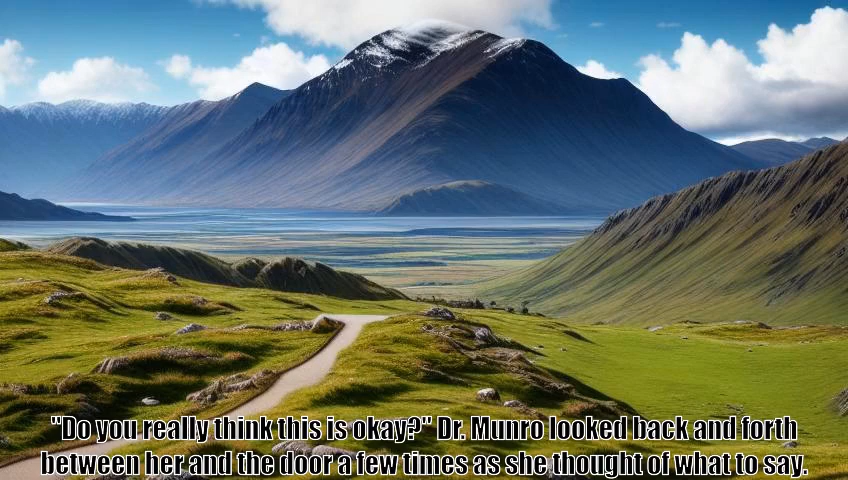 "Do you really think this is okay?" Dr. Munro looked back and forth
between her and the door a few times as she thought of what to say.